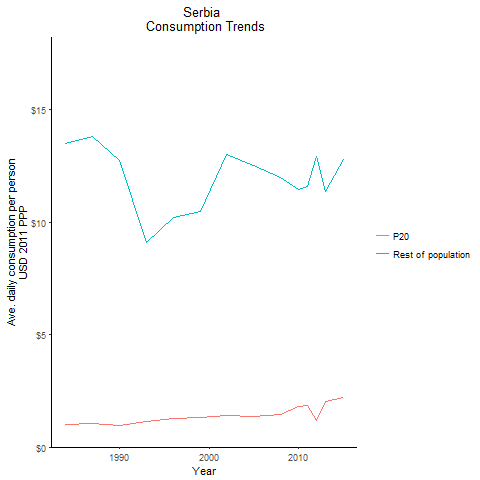 Serbia
Consumption Trends
Ave. daily consumption per person
USD 2011 PPP
$15
$10
$5
$0
1990
2000
2010
Year
P20
Rest of population